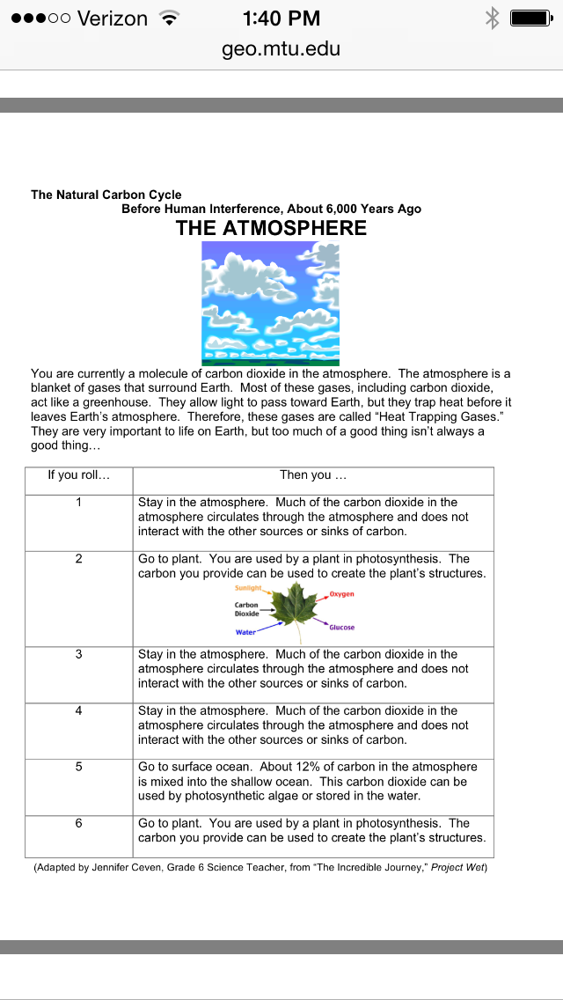 Verizon 1:40 PM
geo.mtu.edu
The Natural Carbon Cycle
Before Human Interference, About 6,000 Years Ago
THE ATMOSPHERE
You are currently a molecule of carbon dioxide in the atmosphere.  The atmosphere is a
blanket of gases that surround Earth.  Most of these gases, including carbon dioxide,
act like a greenhouse.  They allow light to pass toward Earth, but they trap heat before it
leaves Earth's atmosphere.  Therefore, these gases are called “Heat Trapping Gases.”
They are very important to life on Earth, but too much of a good thing isn't always a
good thing…
If you roll… Then you …
1 Stay in the atmosphere.  Much of the carbon dioxide in the
atmosphere circulates through the atmosphere and does not
interact with the other sources or sinks of carbon.
2 Go to plant.  You are used by a plant in photosynthesis.  The
carbon you provide can be used to create the plant's structures.
Sunlight Oxygen
Carbon
Dioxide
Water Glucose
3 Stay in the atmosphere.  Much of the carbon dioxide in the
atmosphere circulates through the atmosphere and does not
interact with the other sources or sinks of carbon.
4 Stay in the atmosphere.  Much of the carbon dioxide in the
atmosphere circulates through the atmosphere and does not
interact with the other sources or sinks of carbon.
5 Go to surface ocean.  About 12% of carbon in the atmosphere
is mixed into the shallow ocean.  This carbon dioxide can be
used by photosynthetic algae or stored in the water.
6 Go to plant.  You are used by a plant in photosynthesis.  The
carbon you provide can be used to create the plant's structures.
(Adapted by Jennifer Ceven, Grade 6 Science Teacher, from “The Incredible Journey,” Project Wet)